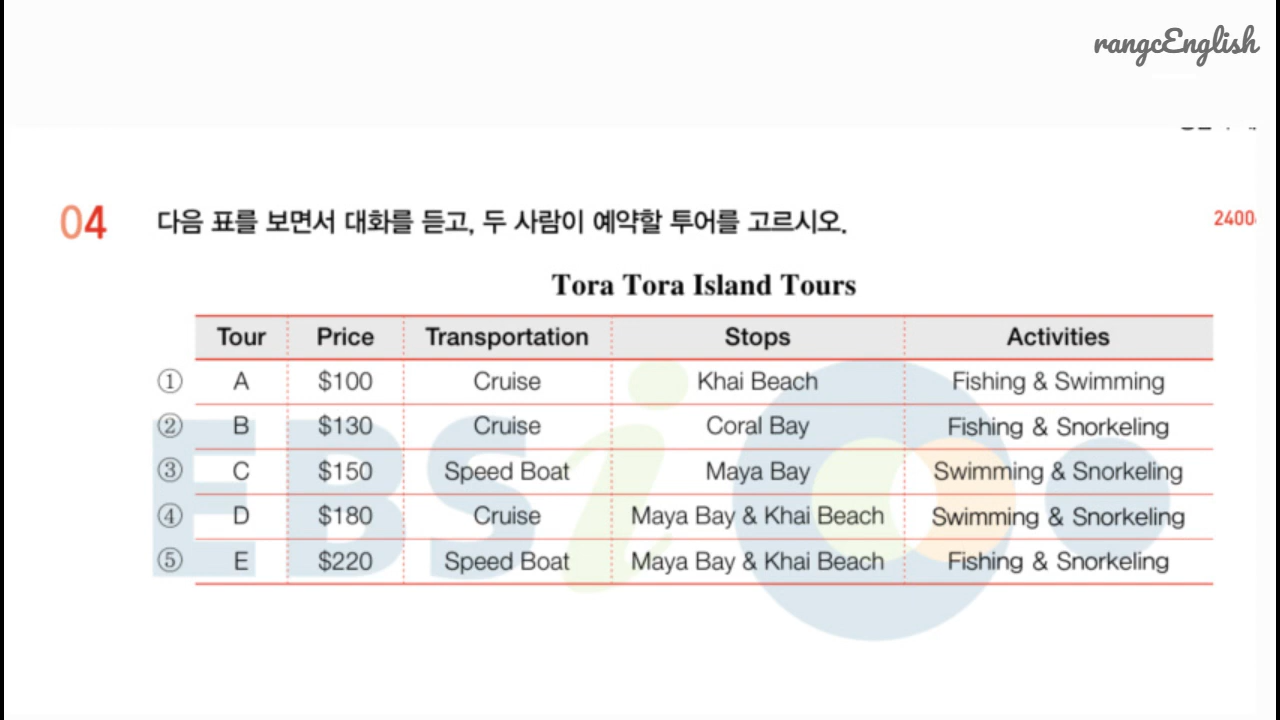 rangcEnglish
04 다음 표를 보면서 대화를 듣고, 두 사람이 예약할 투어를 고르시오. 2400
Tora Tora Island Tours
Tour Price Transportation Stops Activities
① A $100 Cruise Khai Beach Fishing & Swimming
② B $130 Cruise Coral Bay Fishing & Snorkeling
③ C $150 Speed Boat Maya Bay Swimming & Snorkeling
④ D $180 Cruise Maya Bay & Khai Beach Swimming & Snorkeling
⑤ E $220 Speed Boat Maya Bay & Khai Beach Fishing & Snorkeling
EBSi